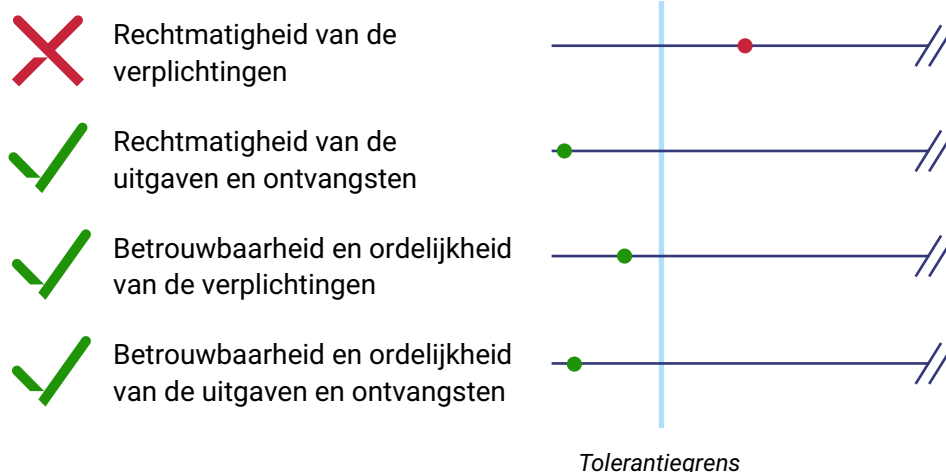 Rechtmatigheid van de
verplichtingen
Rechtmatigheid van de
uitgaven en ontvangsten
Betrouwbaarheid en ordelijkheid
van de verplichtingen
Betrouwbaarheid en ordelijkheid
van de uitgaven en ontvangsten
Tolerantiegrens